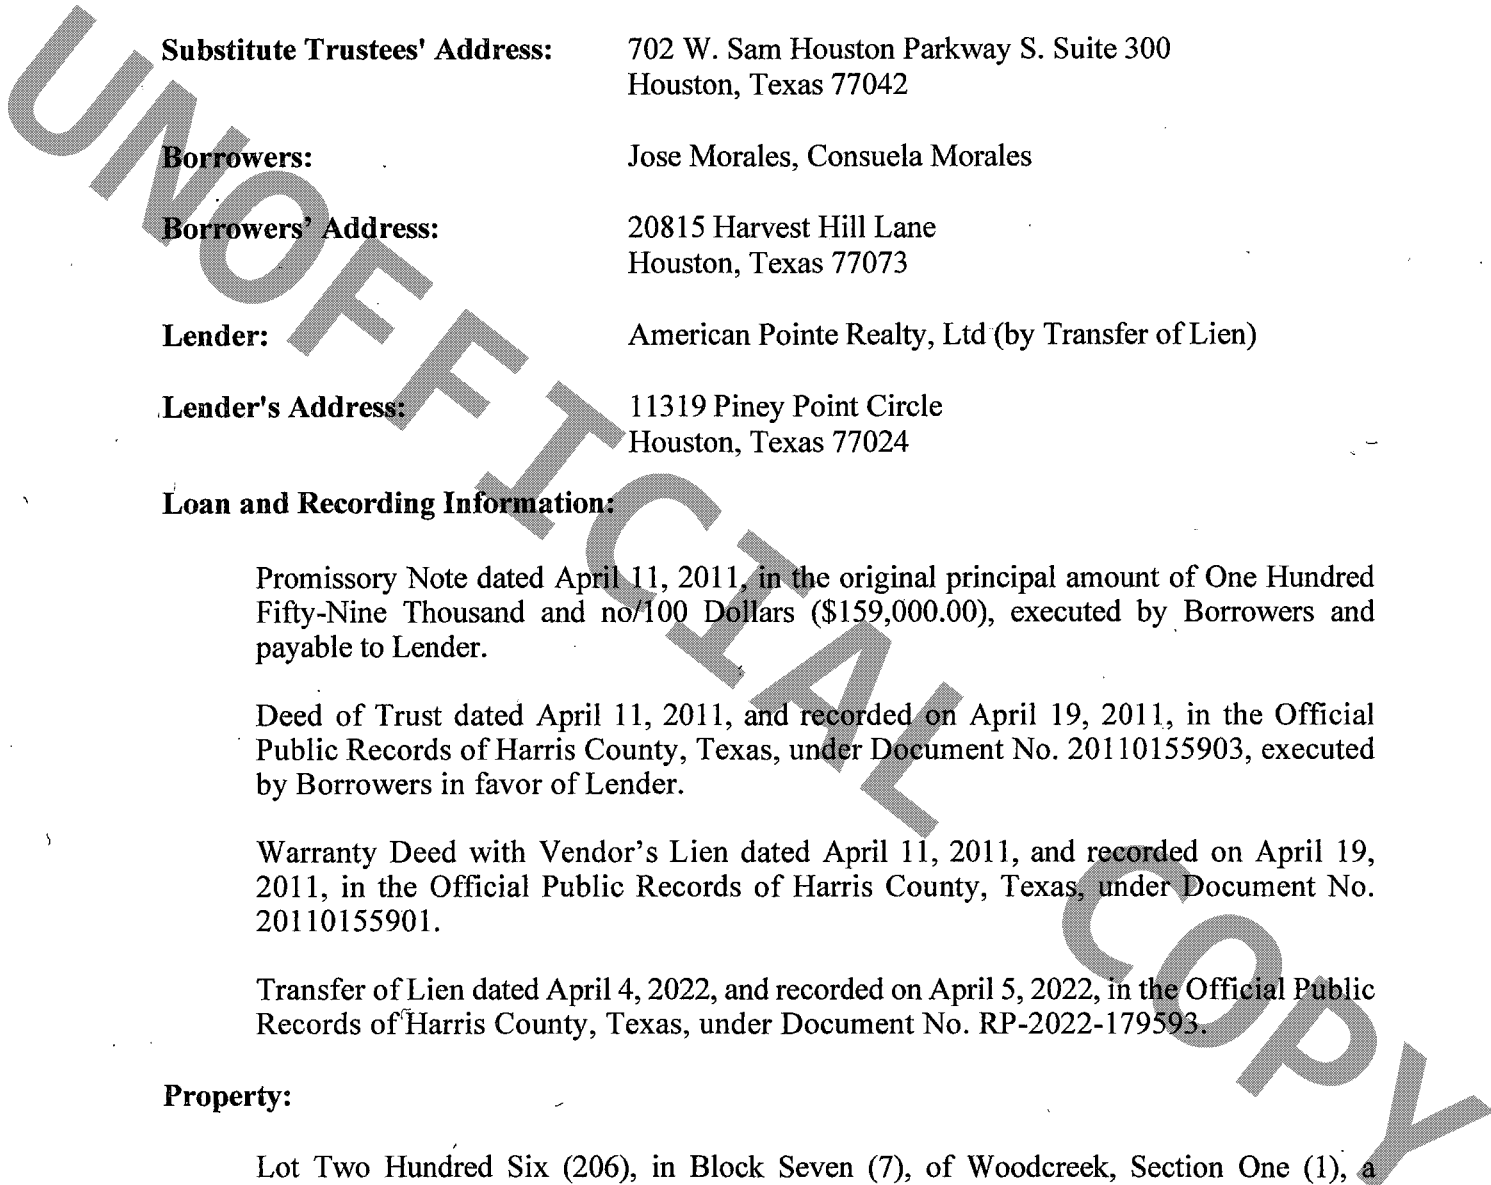 Substitute Trustees' Address: 702 W. Sam Houston Parkway S. Suite 300
Houston, Texas 77042
Borrowers: Jose Morales, Consuela Morales
Borrowers' Address: 20815 Harvest Hill Lane
Houston, Texas 77073
Lender: American Pointe Realty, Ltd (by Transfer of Lien)
Lender's Address: 11319 Piney Point Circle
Houston, Texas 77024
Loan and Recording Information:
Promissory Note dated April 11, 2011, in the original principal amount of One Hundred
Fifty-Nine Thousand and no/100 Dollars ($159,000.00), executed by Borrowers and
payable to Lender.
Deed of Trust dated April 11, 2011, and recorded on April 19, 2011, in the Official
Public Records of Harris County, Texas, under Document No. 20110155903, executed
by Borrowers in favor of Lender.
Warranty Deed with Vendor's Lien dated April 11, 2011, and recorded on April 19,
2011, in the Official Public Records of Harris County, Texas, under Document No.
20110155901.
Transfer of Lien dated April 4, 2022, and recorded on April 5, 2022, in the Official Public
Records of Harris County, Texas, under Document No. RP-2022-179593.
Property:
Lot Two Hundred Six (206), in Block Seven (7), of Woodcreek, Section One (1), a
UNOFFICIAL COPY